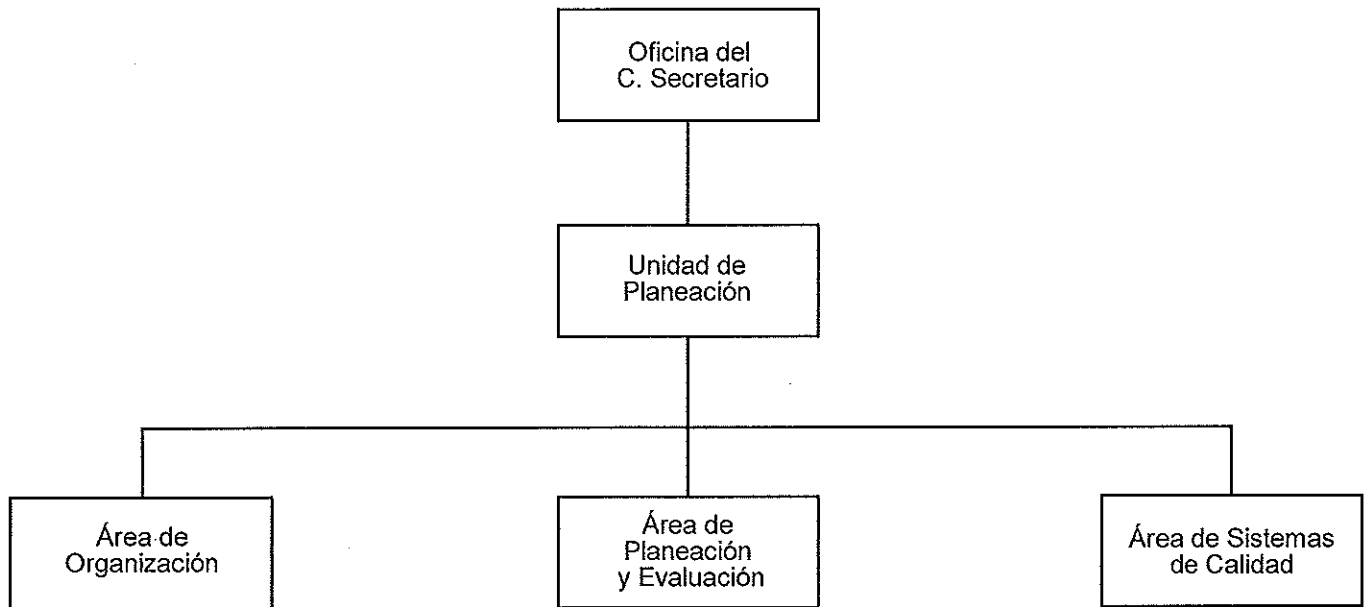 Oficina del
C. Secretario
Unidad de
Planeación
Área de
Organización
Área de
Planeación
y Evaluación
Área de Sistemas
de Calidad